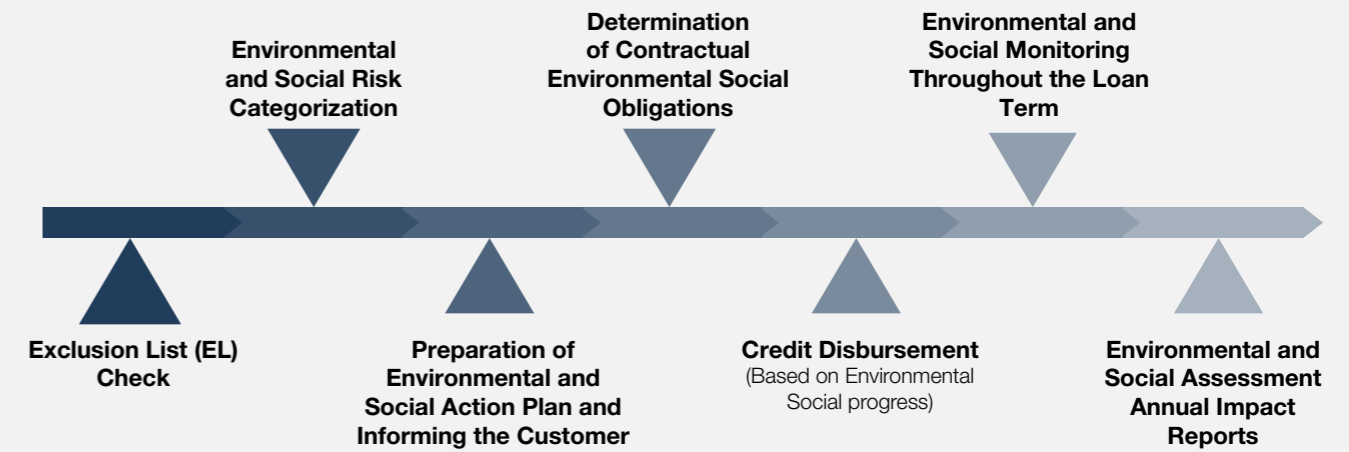 Environmental
and Social Risk
Categorization
Determination
of Contractual
Environmental Social
Obligations
Environmental and
Social Monitoring
Throughout the Loan
Term
Exclusion List (EL)
Check
Preparation of
Environmental and
Social Action Plan and
Informing the Customer
Credit Disbursement
(Based on Environmental
Social progress)
Environmental and
Social Assessment
Annual Impact
Reports